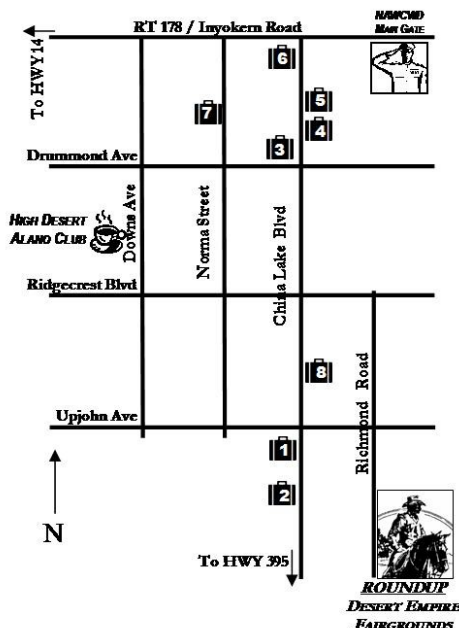 NAWCWD
MAIN GATE
RT 178 / Inyokern Road
To HWY14
6
5
7
4
3
Drummond Ave
HIGH DESERT
ALANO CLUB
Downs Ave
Norma Street
China Lake Blvd
Ridgecrest Blvd
8
Richmond Road
Upjohn Ave
1
2
N
To HWY 395
ROUNDUP
DESERT EMPIRE
FAIRGROUNDS